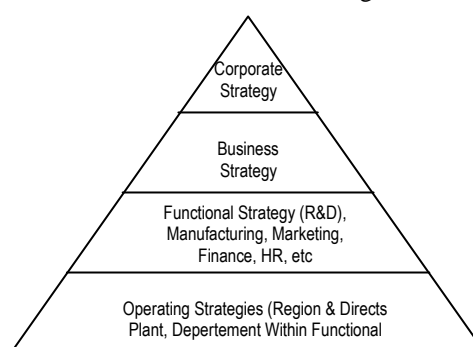 Corporate
Strategy
Business
Strategy
Functional Strategy (R&D),
Manufacturing, Marketing,
Finance, HR, etc
Operating Strategies (Region & Directs
Plant, Depertement Within Functional